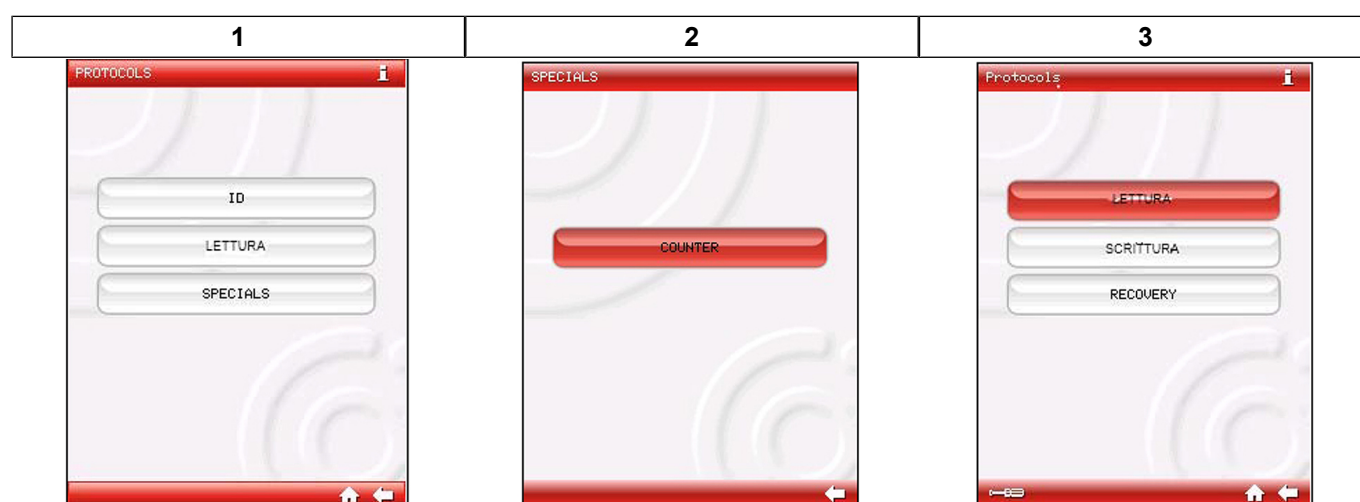 1
2
3
PROTOCOLS
ID
LETTURA
SPECIALS
SPECIALS
COUNTER
Protocols
LETTURA
SCRITTURA
RECOVERY